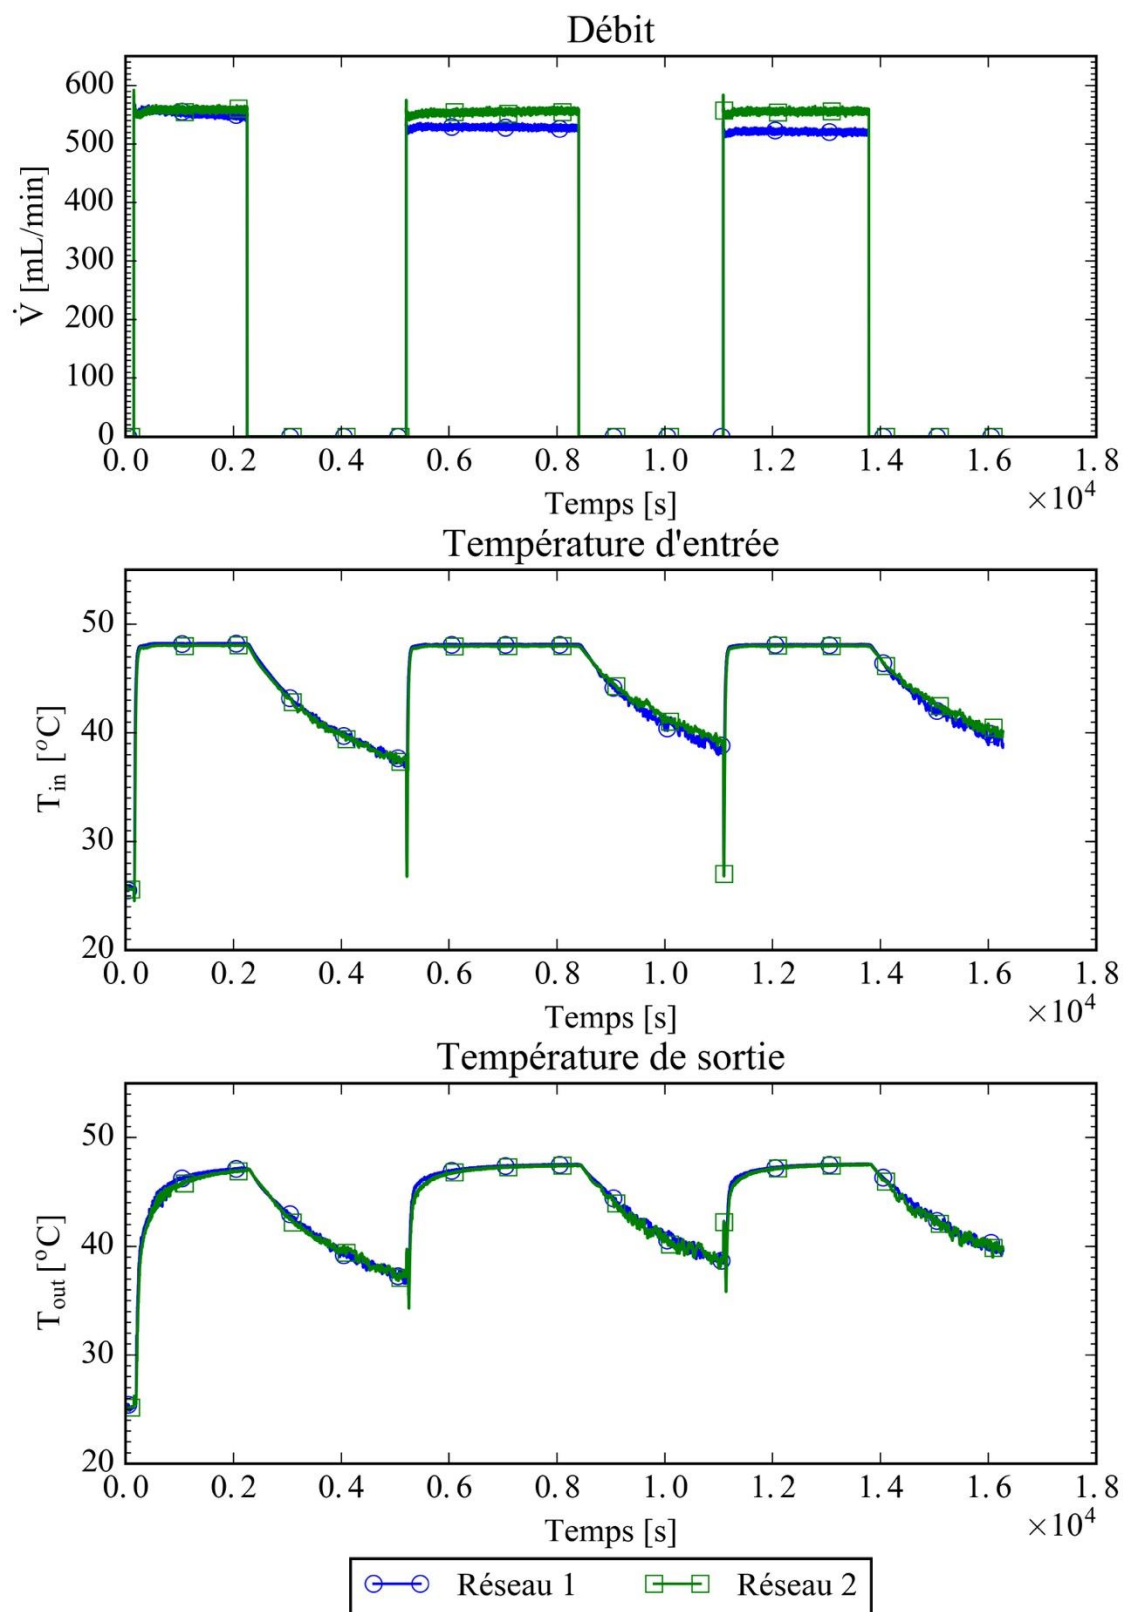 Débit
600
500
400
300
200
100
0
V̇ [mL/min]
0.0 0.2 0.4 0.6 0.8 1.0 1.2 1.4 1.6 1.8
Temps [s]
×10⁴
Température d'entrée
50
40
30
20
T_in [°C]
0.0 0.2 0.4 0.6 0.8 1.0 1.2 1.4 1.6 1.8
Temps [s]
×10⁴
Température de sortie
50
40
30
20
T_out [°C]
0.0 0.2 0.4 0.6 0.8 1.0 1.2 1.4 1.6 1.8
Temps [s]
×10⁴
Réseau 1 Réseau 2